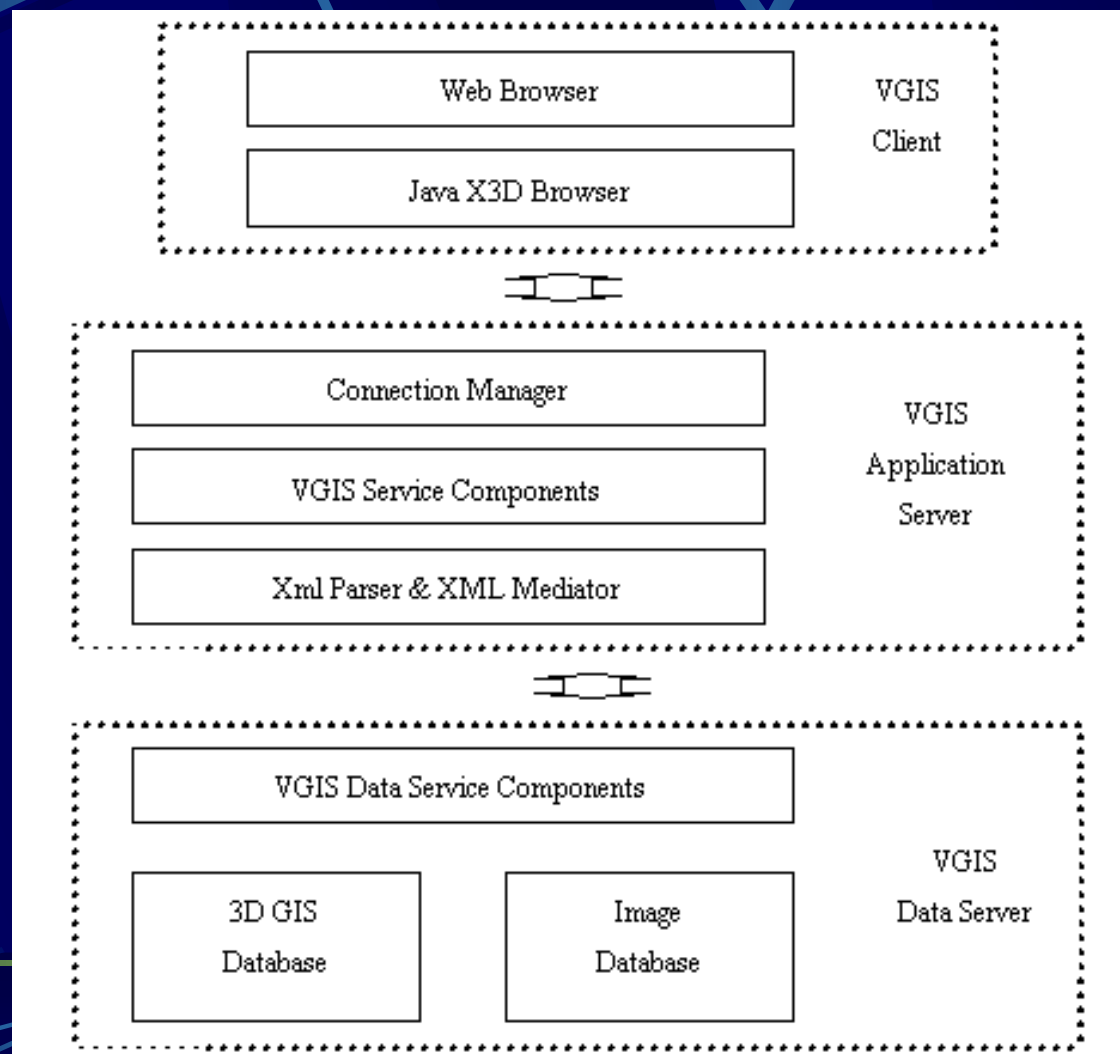 Web Browser
VGIS
Client
Java X3D Browser
Connection Manager
VGIS
Application
Server
VGIS Service Components
Xml Parser & XML Mediator
VGIS Data Service Components
VGIS
Data Server
3D GIS
Database
Image
Database